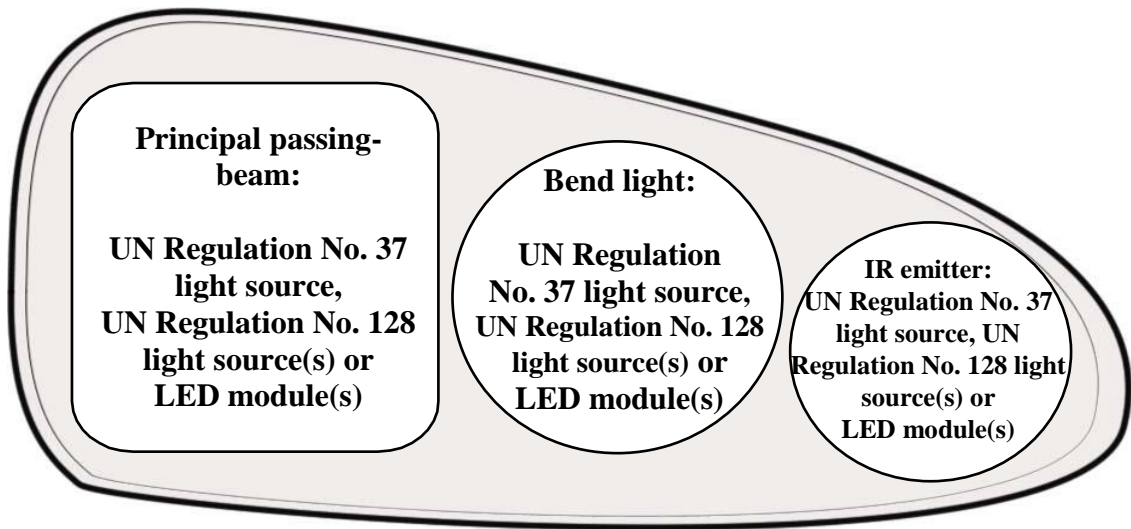 Principal passing-
beam:
UN Regulation No. 37
light source,
UN Regulation No. 128
light source(s) or
LED module(s)
Bend light:
UN Regulation
No. 37 light source,
UN Regulation No. 128
light source(s) or
LED module(s)
IR emitter:
UN Regulation No. 37
light source, UN
Regulation No. 128 light
source(s) or
LED module(s)